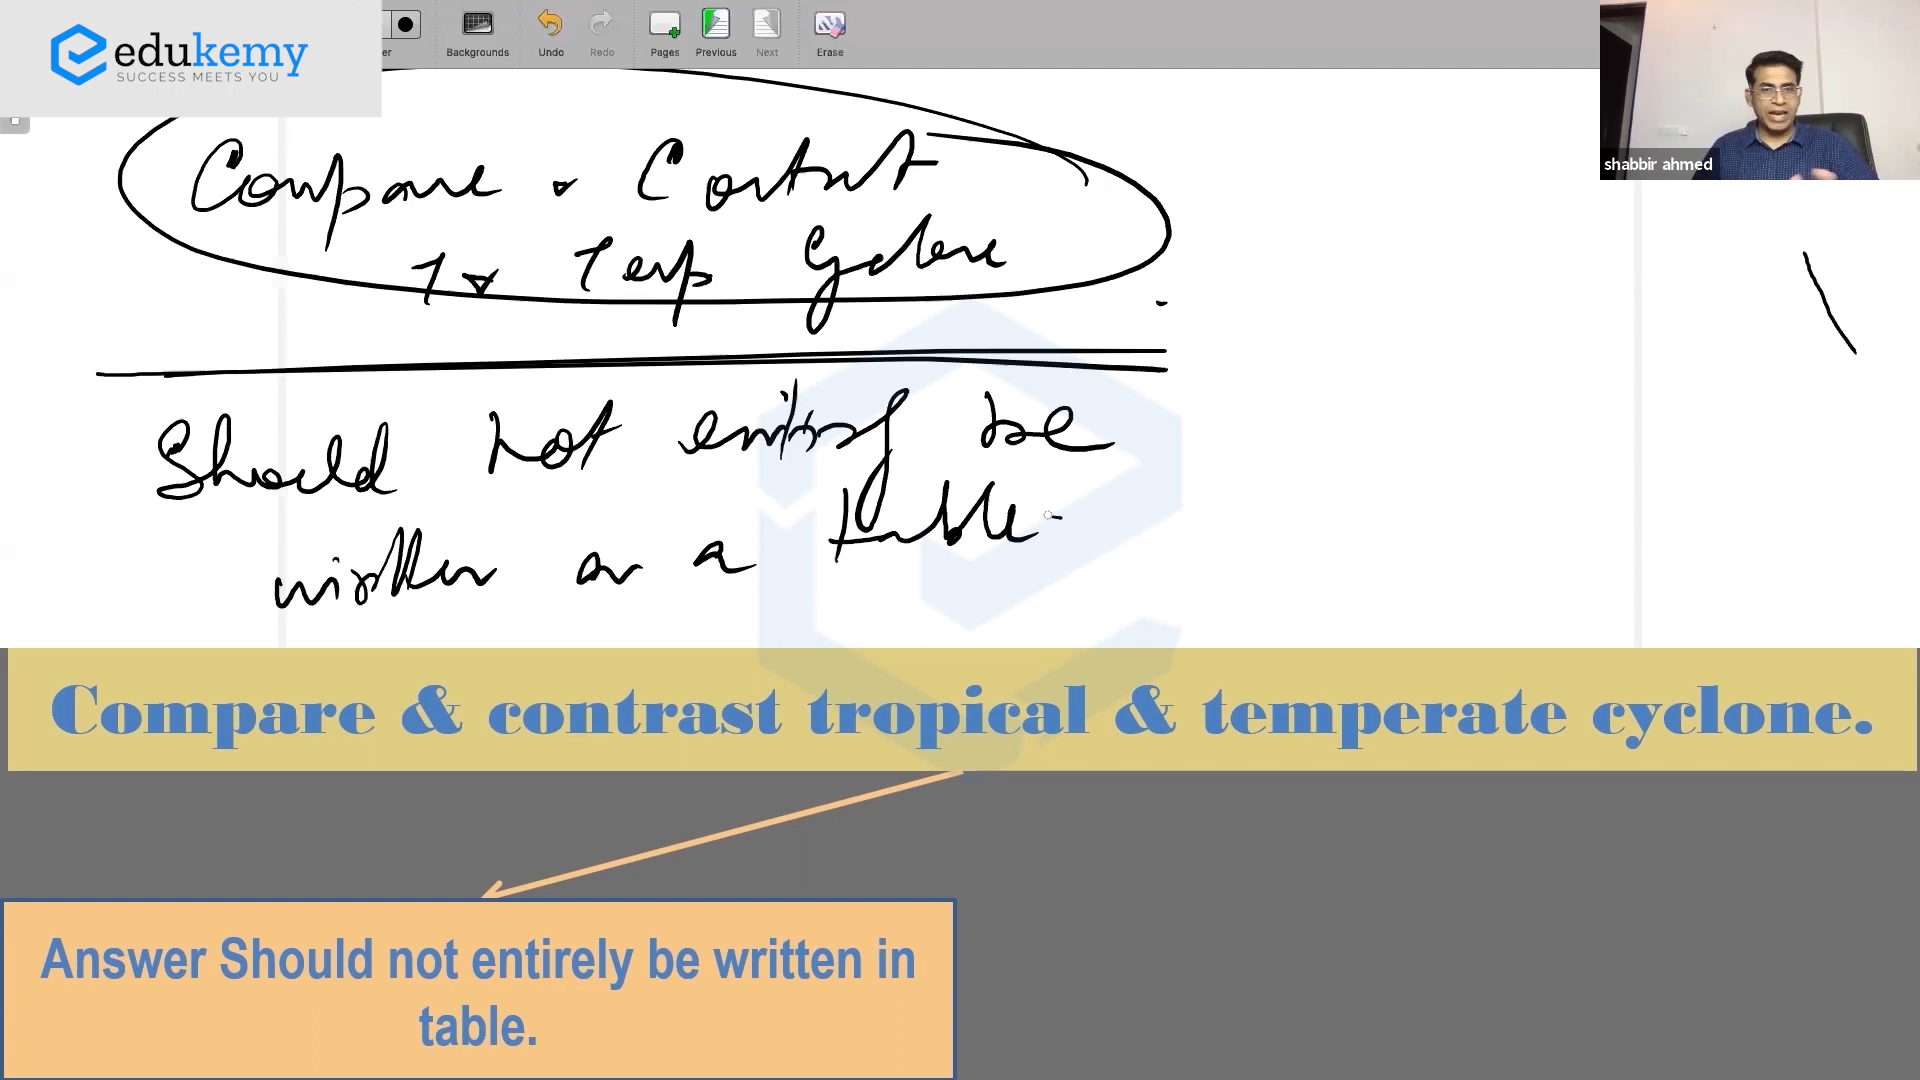 edukemy
SUCCESS MEETS YOU
er
Backgrounds
Undo
Redo
Pages
Previous
Next
Erase
shabbir ahmed
Compare & Contrast
T & Temp Cyclone
Should not entirely be
written as a table
Compare & contrast tropical & temperate cyclone.
Answer Should not entirely be written in
table.